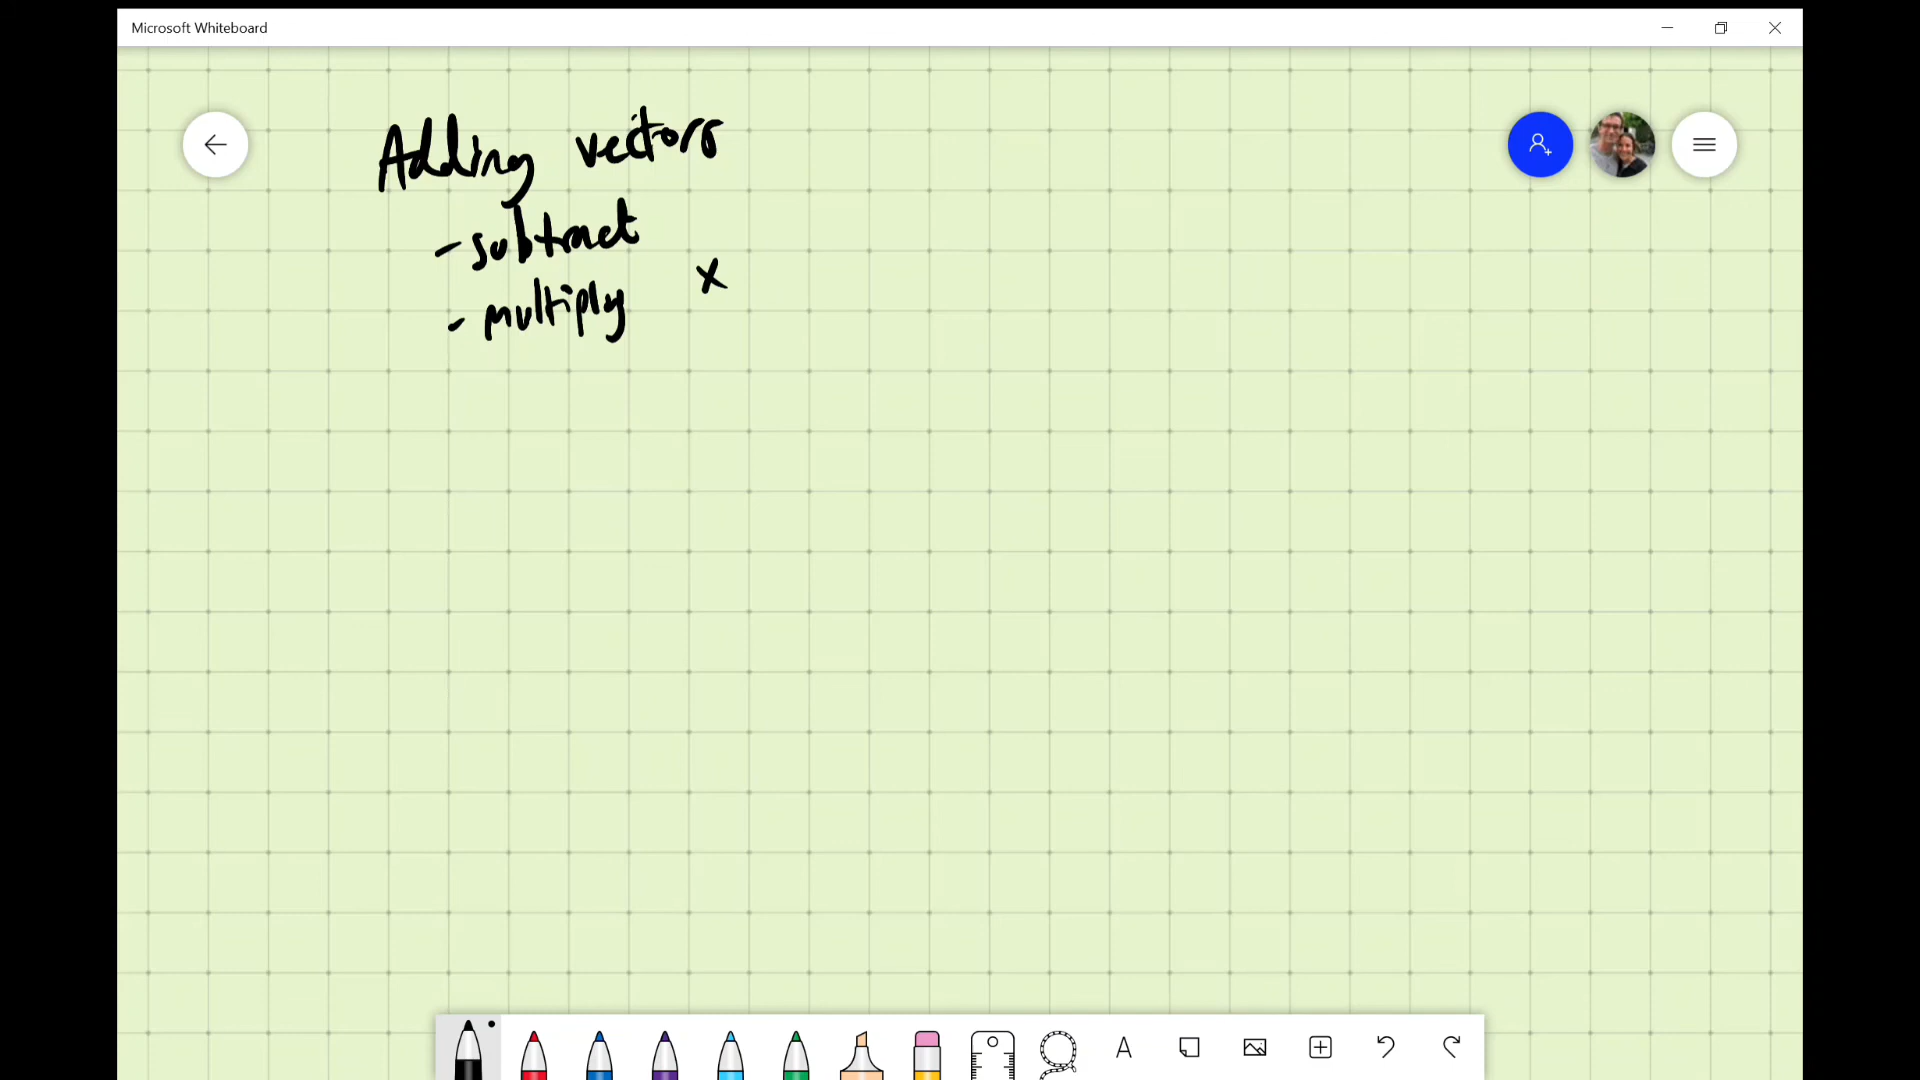 Microsoft Whiteboard
Adding vectors
- subtract
- multiply x